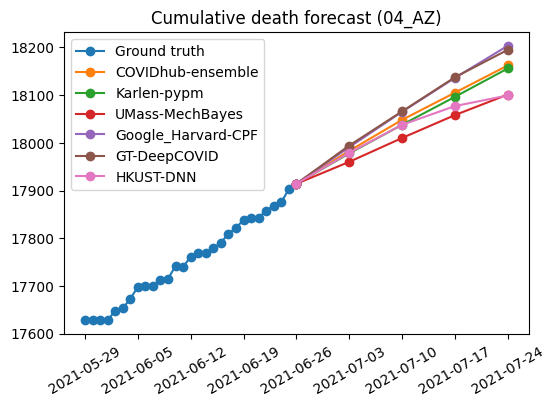 Cumulative death forecast (04_AZ)
18200
18100
18000
17900
17800
17700
17600
Ground truth
COVIDhub-ensemble
Karlen-pypm
UMass-MechBayes
Google_Harvard-CPF
GT-DeepCOVID
HKUST-DNN
2021-05-29
2021-06-05
2021-06-12
2021-06-19
2021-06-26
2021-07-03
2021-07-10
2021-07-17
2021-07-24